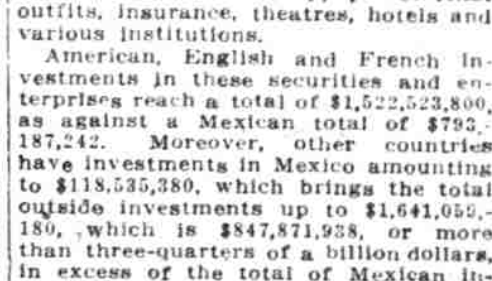 outfits, insurance, theatres, hotels and
various institutions.
American, English and French in-
vestments in these securities and en-
terprises reach a total of $1,522,523,800,
as against a Mexican total of $793,-
187,242. Moreover, other countries
have investments in Mexico amounting
to $118,535,380, which brings the total
outside investments up to $1,641,059,-
180, which is $847,871,938, or more
than three-quarters of a billion dollars,
in excess of the total of Mexican in-